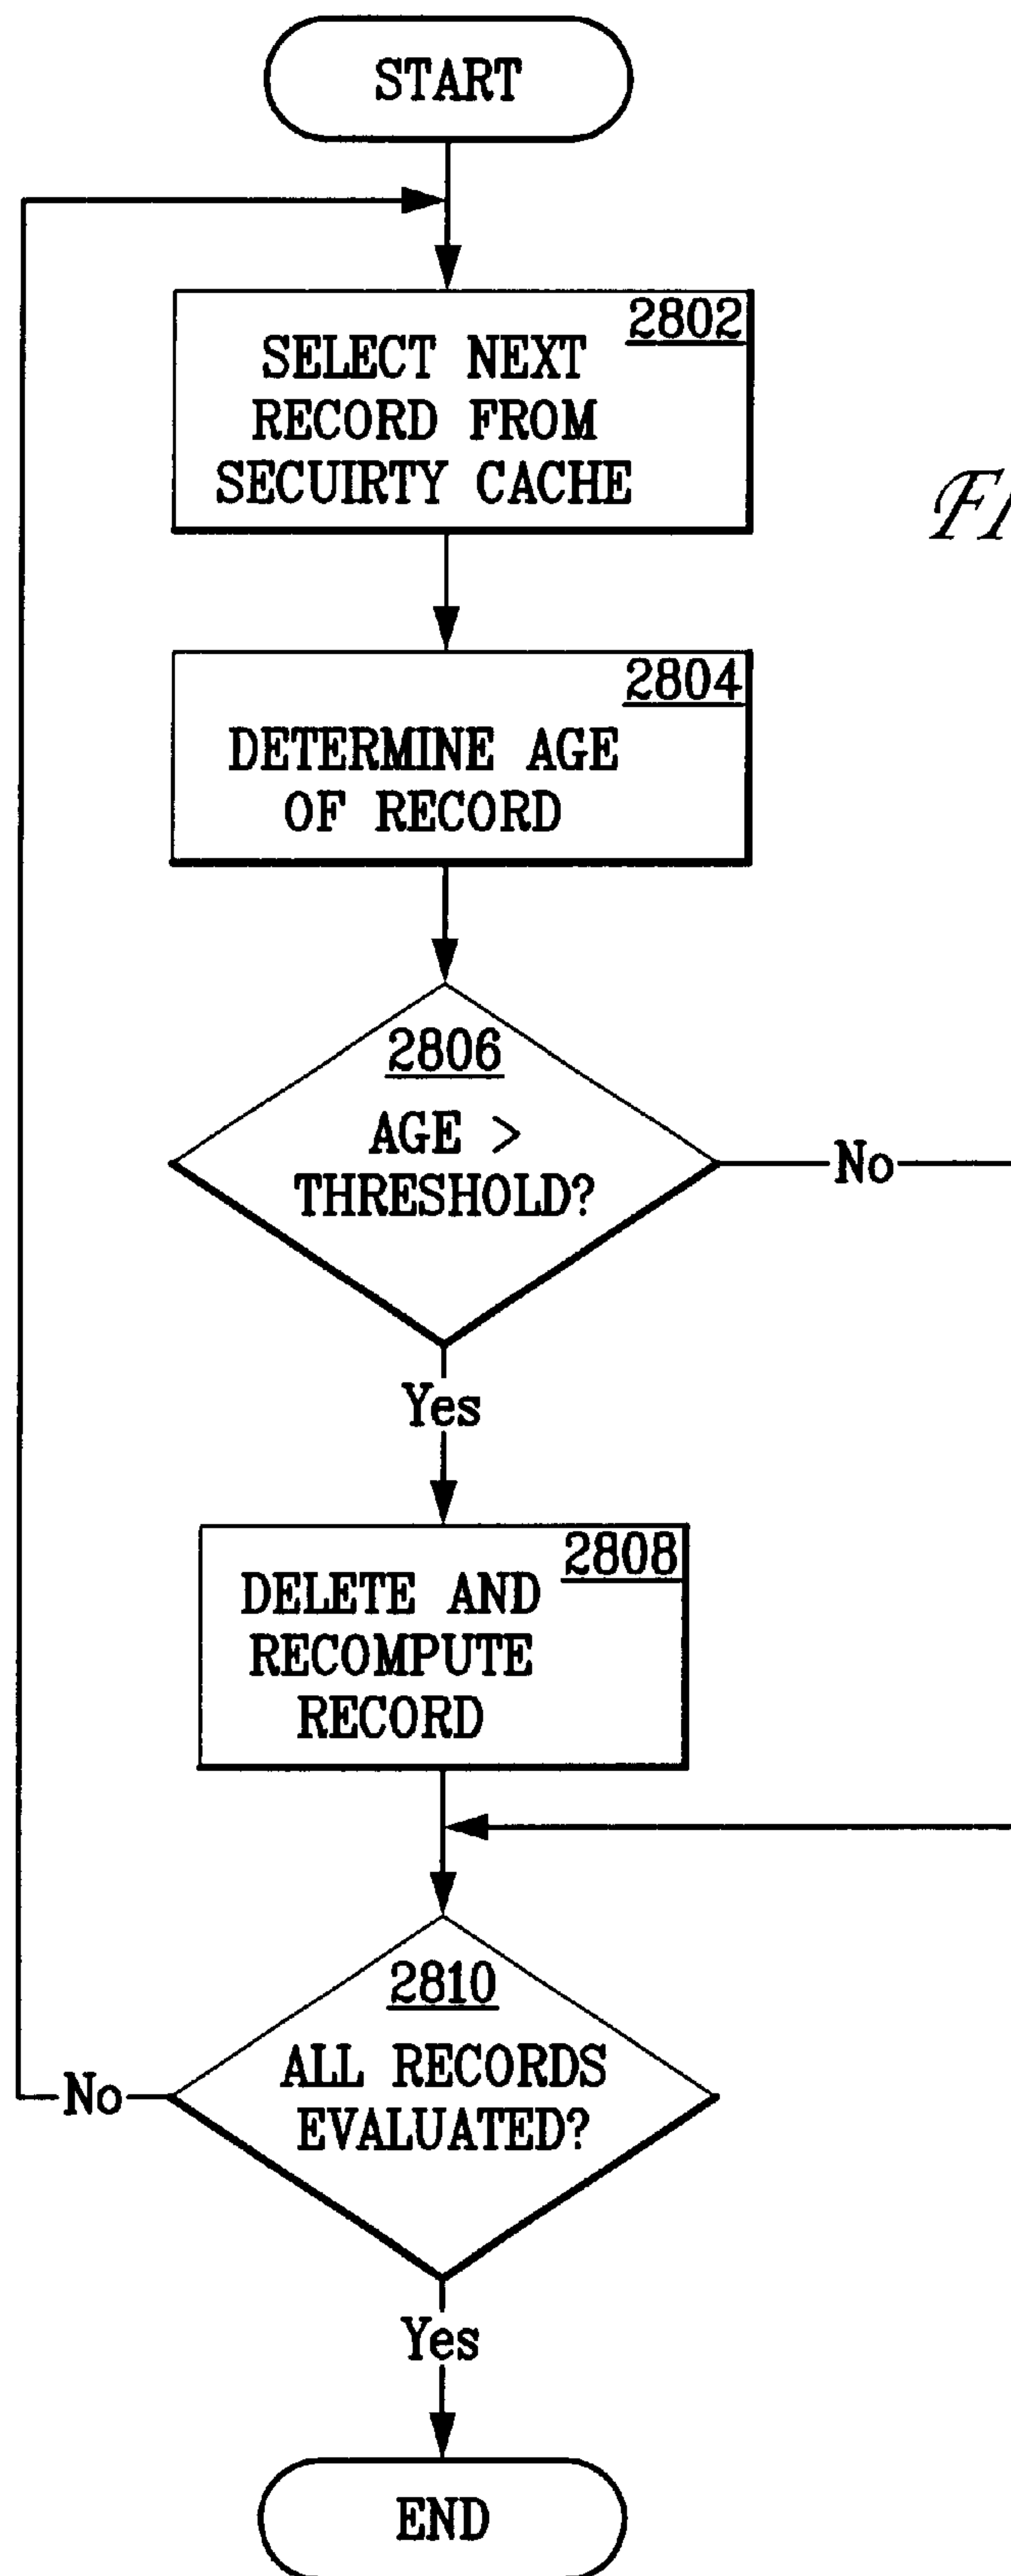 START
2802
SELECT NEXT
RECORD FROM
SECUIRTY CACHE
2804
DETERMINE AGE
OF RECORD
2806
AGE >
THRESHOLD?
No
Yes
2808
DELETE AND
RECOMPUTE
RECORD
2810
ALL RECORDS
EVALUATED?
No
Yes
END